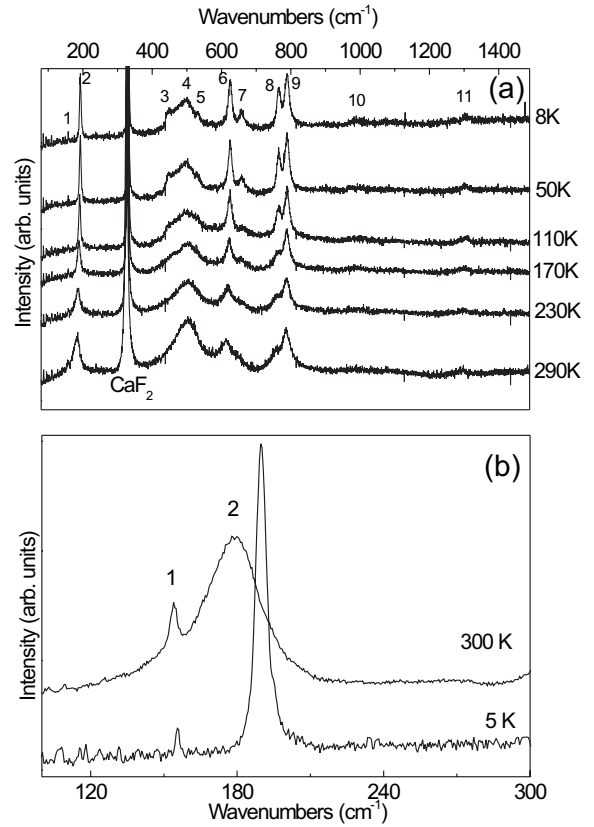 Wavenumbers (cm-1)
200 400 600 800 1000 1200 1400
(a)
1 2 3 4 5 6 7 8 9 10 11
8K
50K
110K
170K
230K
290K
CaF2
Intensity (arb. units)
(b)
1
2
300 K
5 K
Intensity (arb. units)
120 180 240 300
Wavenumbers (cm-1)